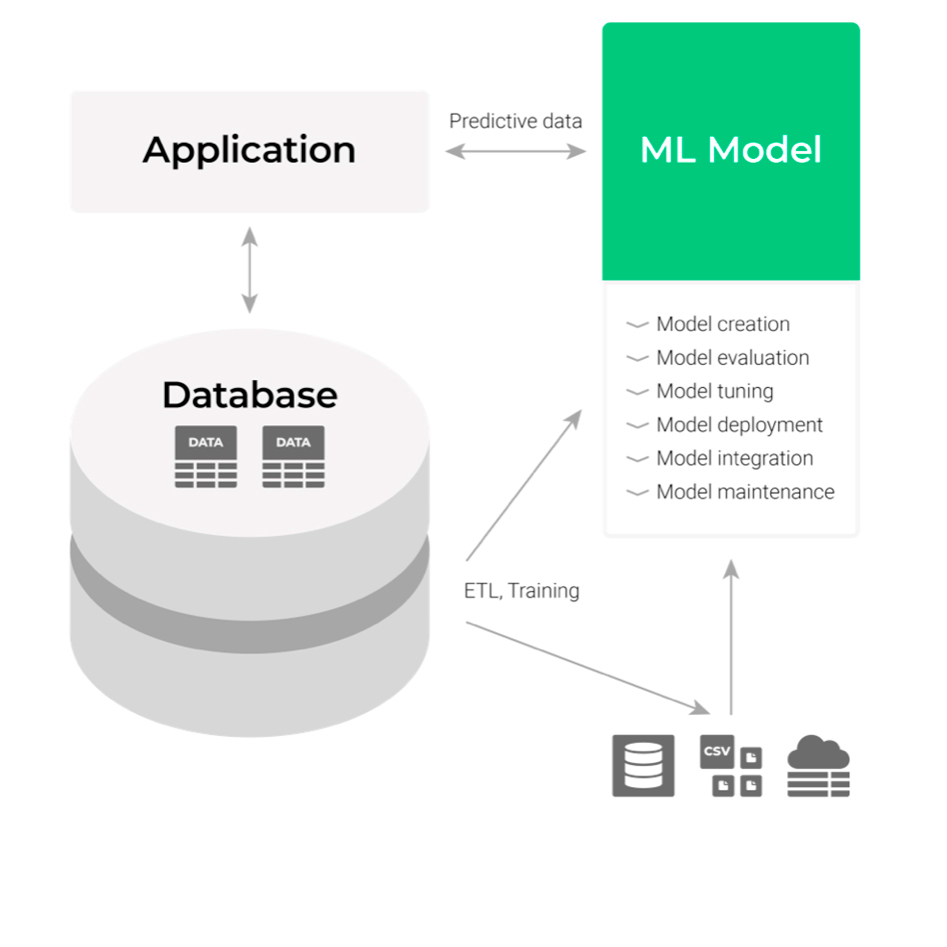 Application
Predictive data
ML Model
Model creation
Model evaluation
Model tuning
Model deployment
Model integration
Model maintenance
Database
DATA
DATA
ETL, Training
CSV